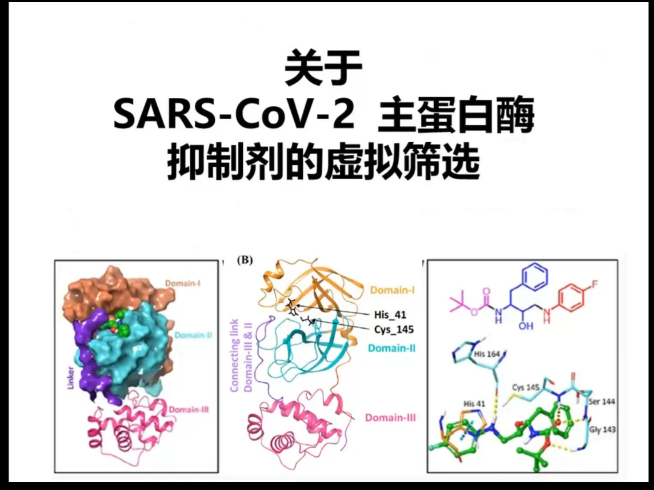 关于
SARS-CoV-2 主蛋白酶
抑制剂的虚拟筛选
Domain-I
Domain-II
Linker
Domain-III
(B)
Domain-I
His_41
Cys_145
Domain-II
Connecting link
Domain-III & II
Domain-III
O
O
N
H
OH
N
H
F
His 164
Cys 145
His 41
Ser 144
Gly 143